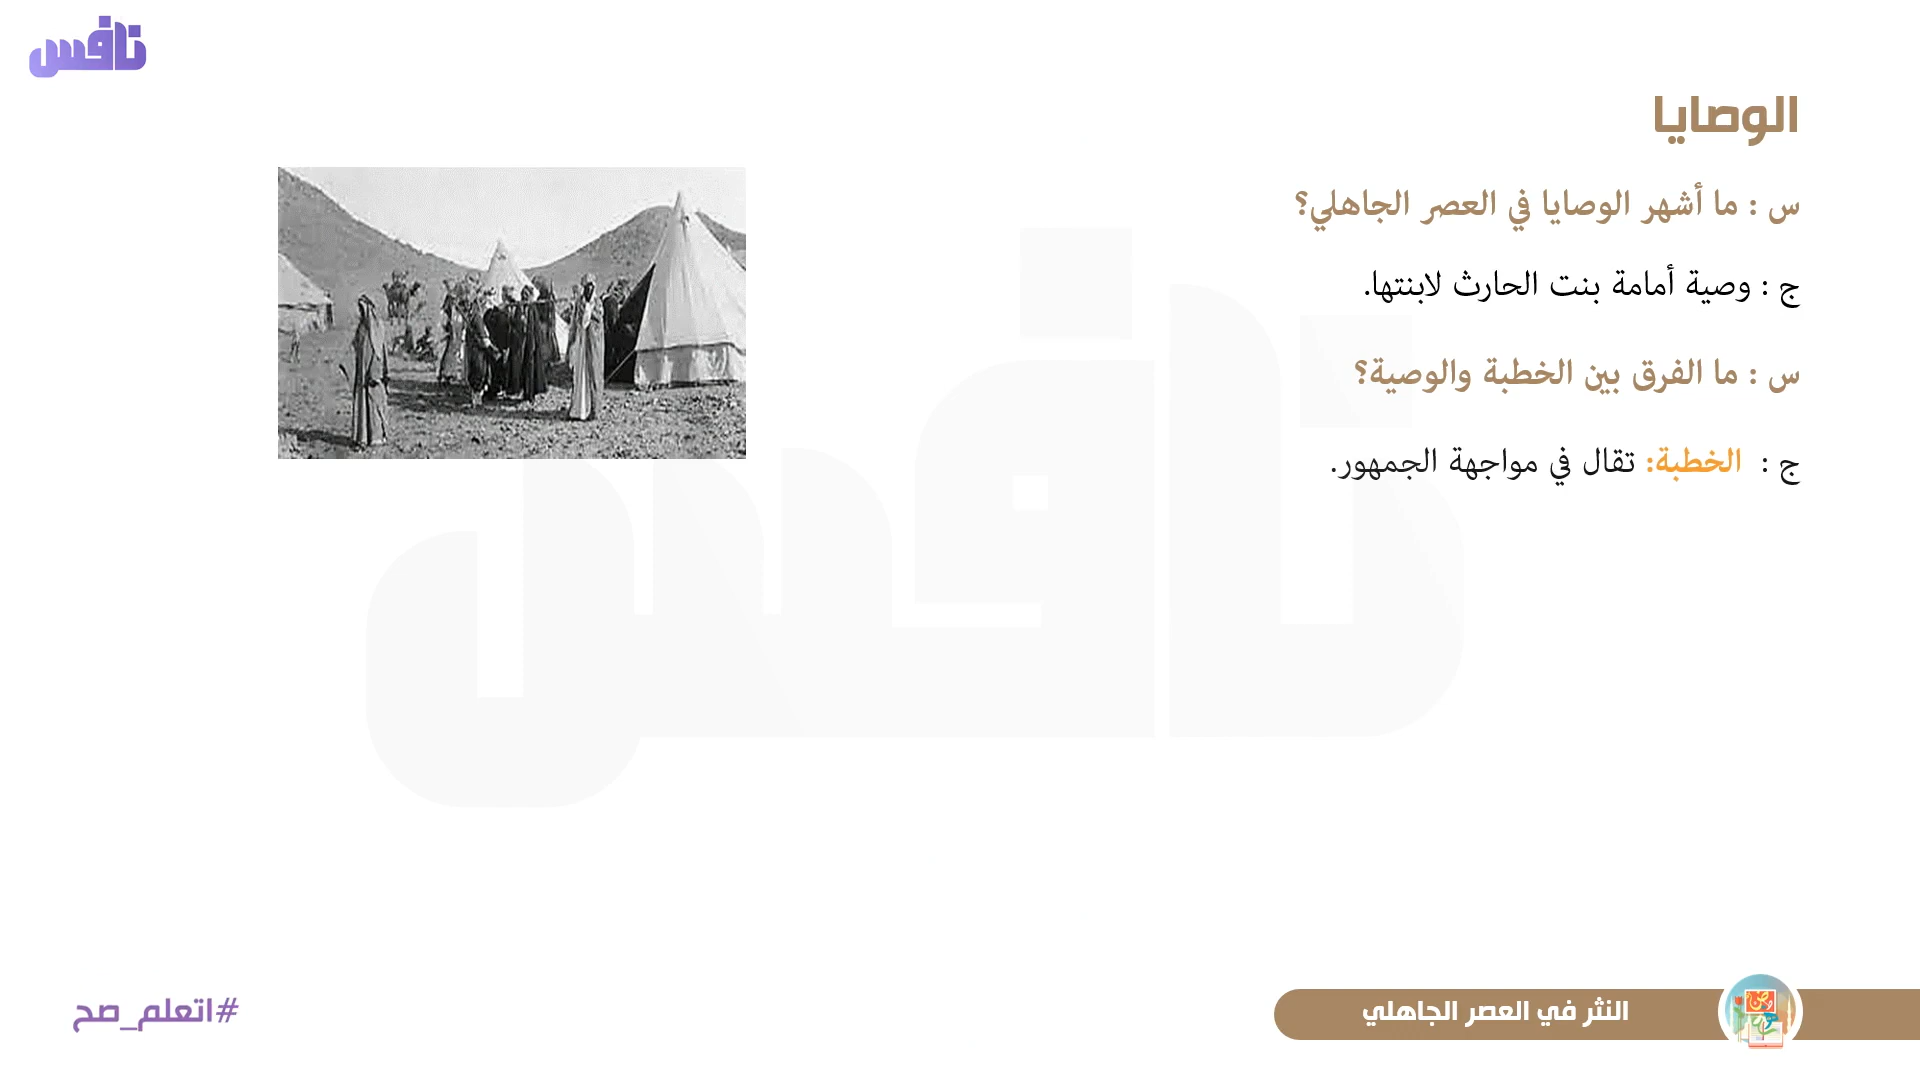 نافس
الوصايا
س : ما أشهر الوصايا في العصر الجاهلي؟
ج : وصية أمامة بنت الحارث لابنتها.
س : ما الفرق بين الخطبة والوصية؟
ج : الخطبة: تقال في مواجهة الجمهور.
النثر في العصر الجاهلي
#اتعلم_صح